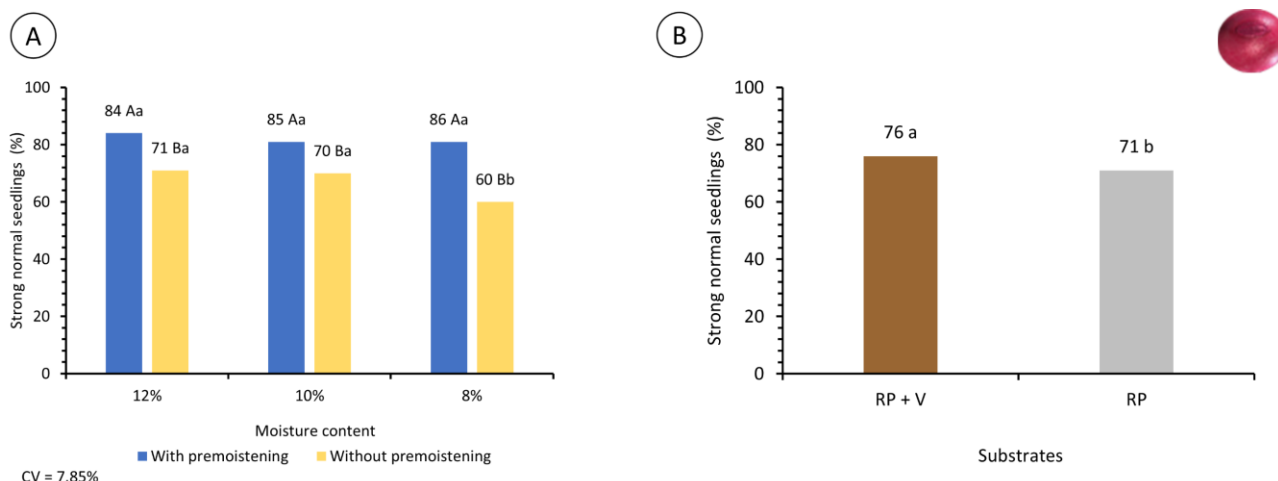 A
Strong normal seedlings (%)
100
80
60
40
20
0
84 Aa
71 Ba
85 Aa
70 Ba
86 Aa
60 Bb
12%
10%
8%
Moisture content
With premoistening
Without premoistening
CV = 7.85%
B
Strong normal seedlings (%)
100
80
60
40
20
0
76 a
71 b
RP + V
RP
Substrates